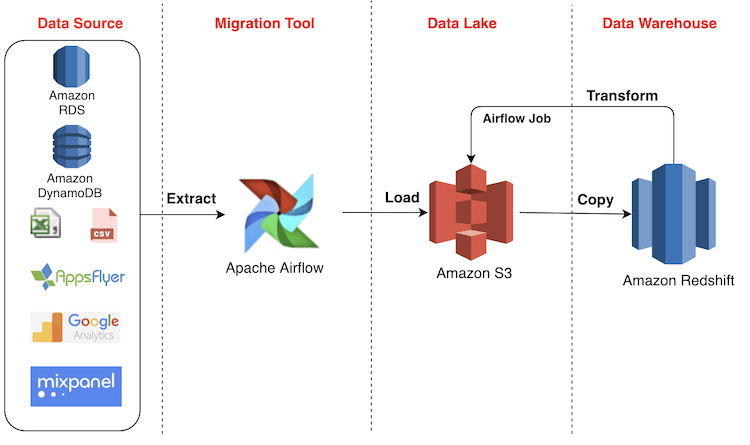 Data Source
Migration Tool
Data Lake
Data Warehouse
Amazon
RDS
Amazon
DynamoDB
CSV
AppsFlyer
Google
Analytics
mixpanel
Extract
Apache Airflow
Load
Amazon S3
Airflow Job
Transform
Copy
Amazon Redshift